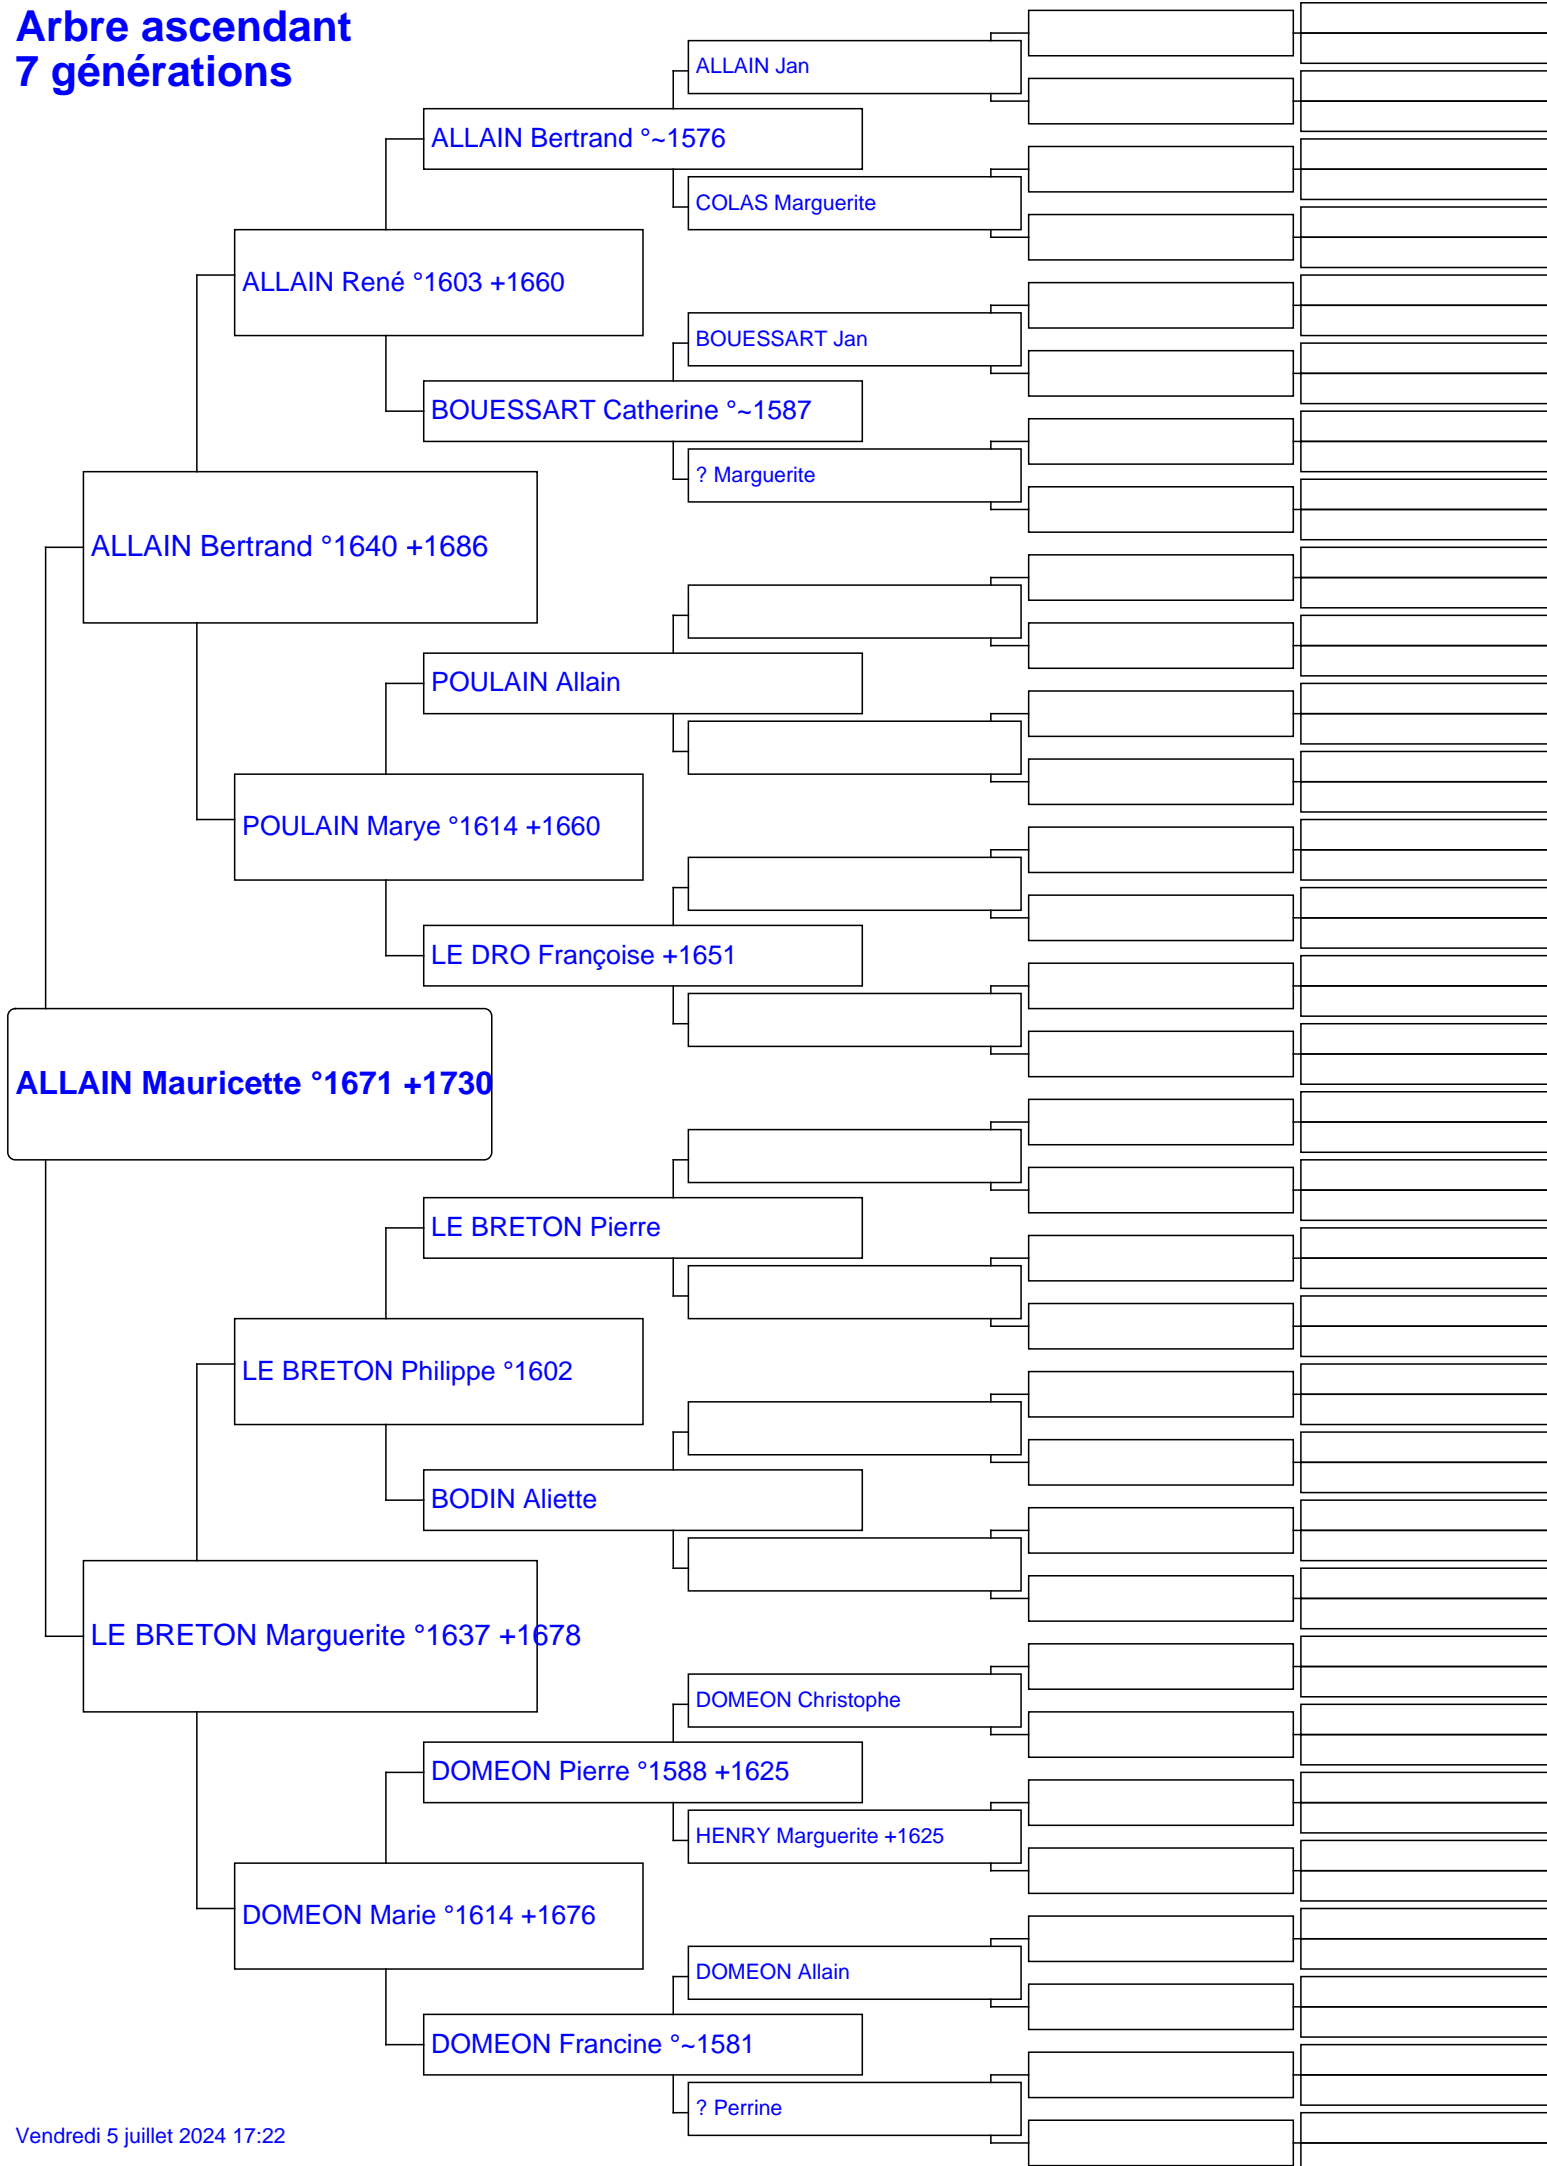 Arbre ascendant
7 générations
ALLAIN Jan
ALLAIN Bertrand °~1576
COLAS Marguerite
ALLAIN René °1603 +1660
BOUESSART Jan
BOUESSART Catherine °~1587
? Marguerite
ALLAIN Bertrand °1640 +1686
POULAIN Allain
POULAIN Marye °1614 +1660
LE DRO Françoise +1651
ALLAIN Mauricette °1671 +1730
LE BRETON Pierre
LE BRETON Philippe °1602
BODIN Aliette
LE BRETON Marguerite °1637 +1678
DOMEON Christophe
DOMEON Pierre °1588 +1625
HENRY Marguerite +1625
DOMEON Marie °1614 +1676
DOMEON Allain
DOMEON Francine °~1581
? Perrine
Vendredi 5 juillet 2024 17:22